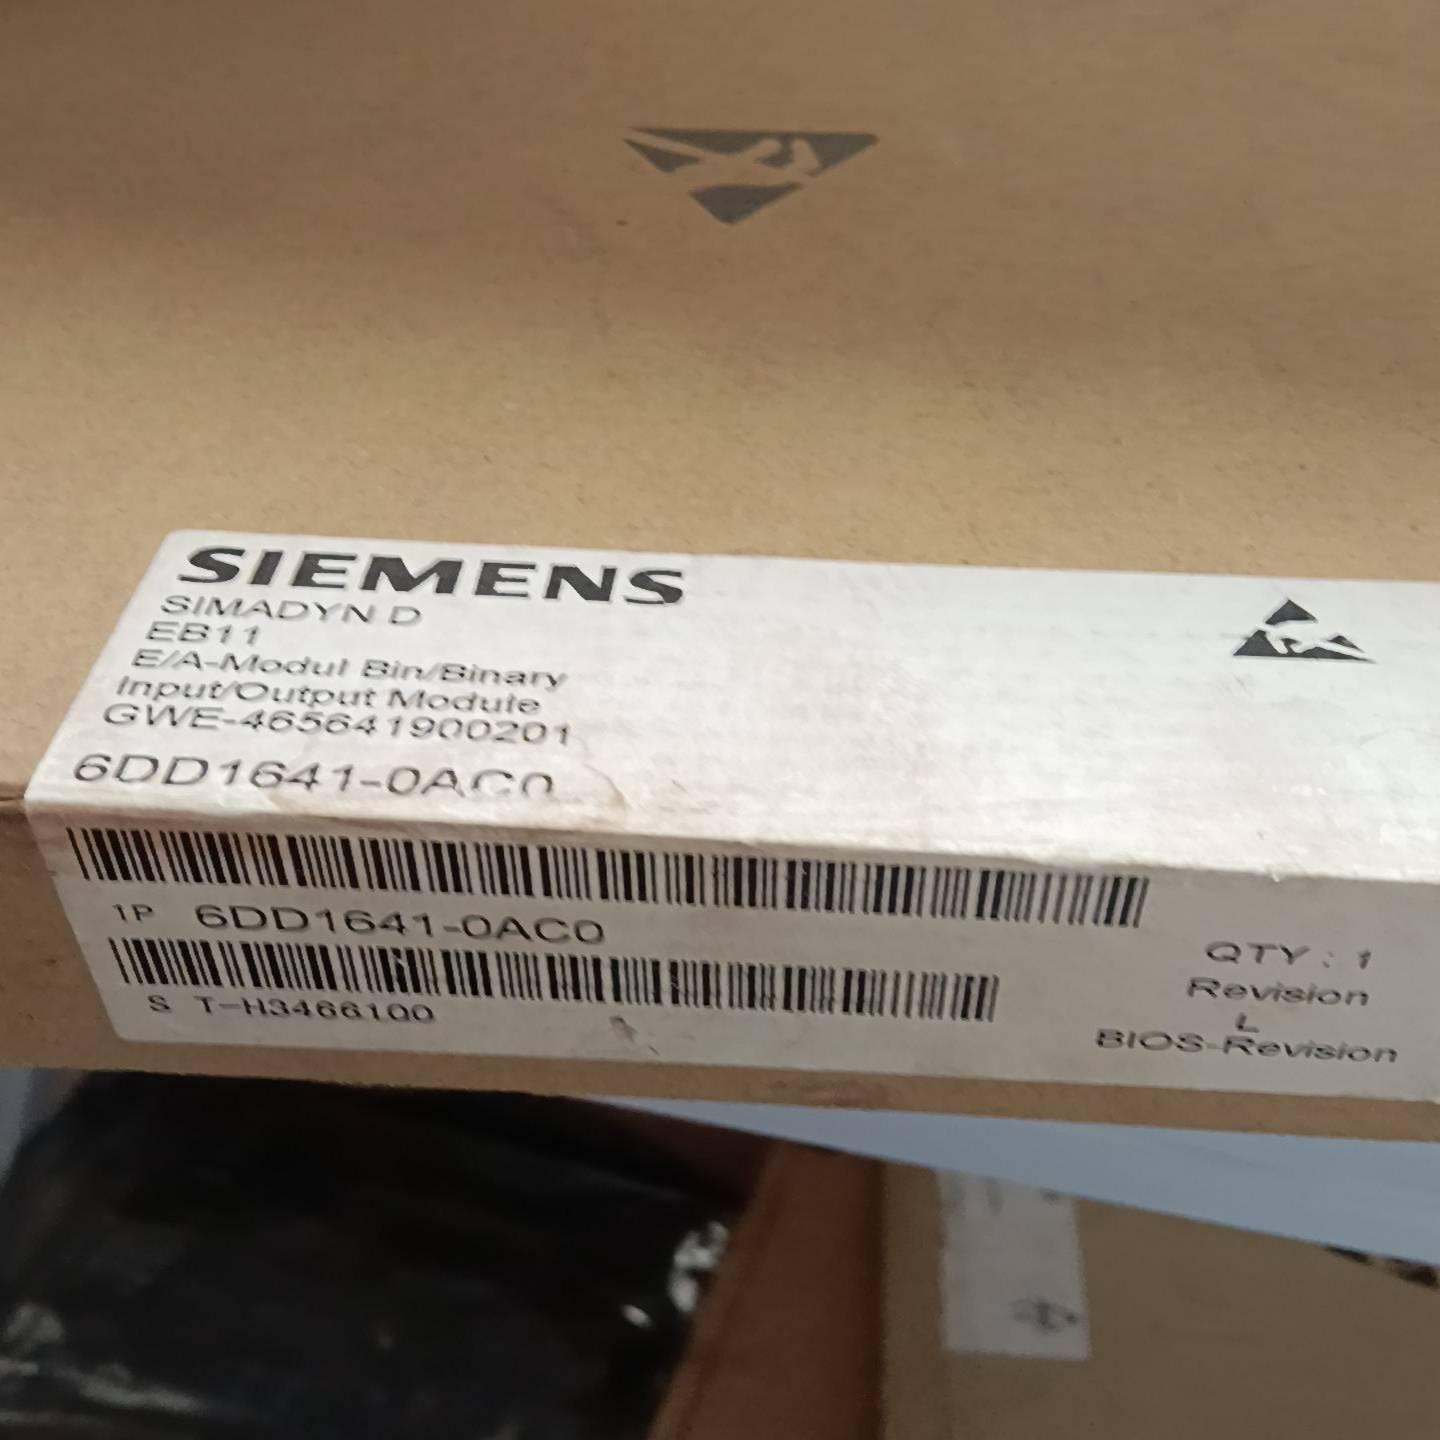 SIEMENS
SIMADYN D
EB11
E/A-Modul Bin/Binary
Input/Output Module
GWE-465641900201
6DD1641-0AC0
1P 6DD1641-0AC0
S T-H3466100
QTY : 1
Revision
L
BIOS-Revision